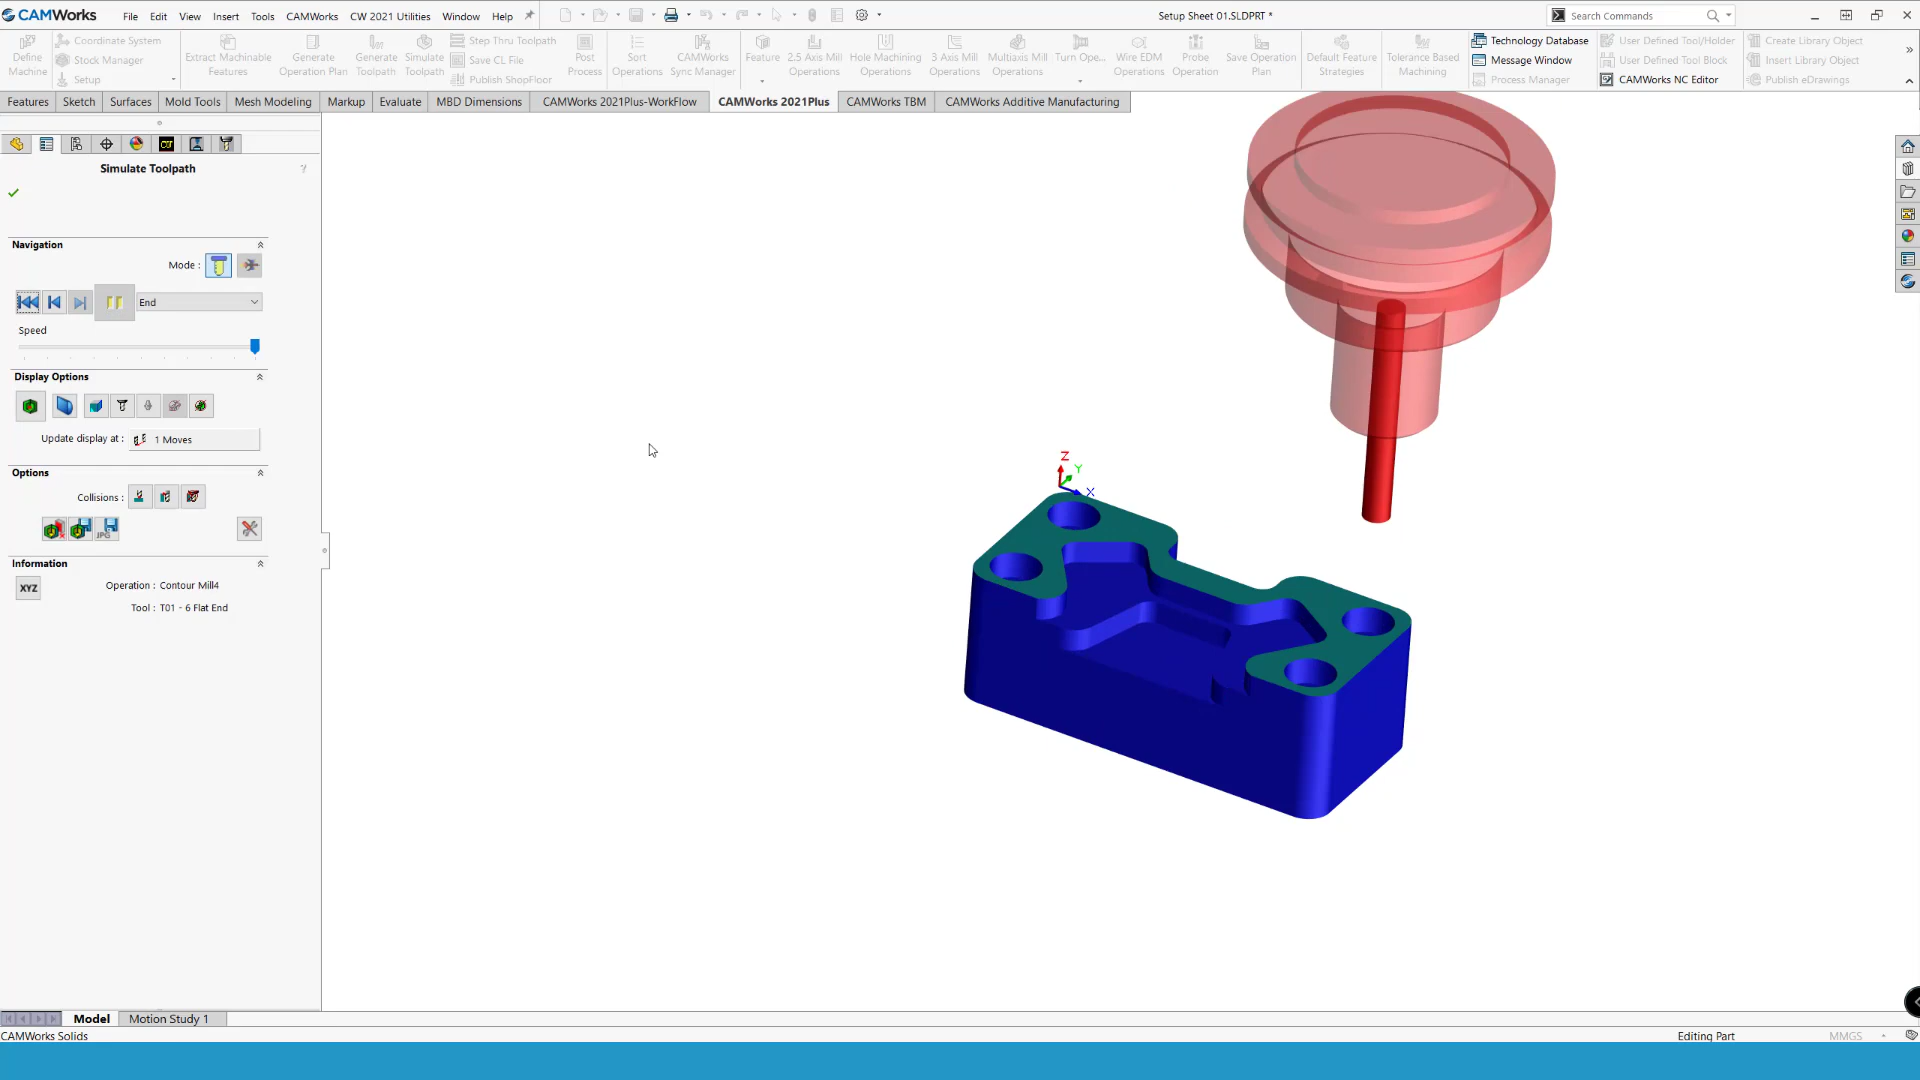 CAMWorks File Edit View Insert Tools CAMWorks CW 2021 Utilities Window Help Setup Sheet 01.SLDPRT * Search Commands
Define Machine
Coordinate System
Stock Manager
Setup
Extract Machinable Features
Generate Operation Plan
Generate Toolpath
Simulate Toolpath
Step Thru Toolpath
Save CL File
Publish ShopFloor
Post Process
Sort Operations
CAMWorks Sync Manager
Feature
2.5 Axis Mill Operations
Hole Machining Operations
3 Axis Mill Operations
Multiaxis Mill Operations
Turn Ope...
Wire EDM Operations
Probe Operation
Save Operation Plan
Default Feature Strategies
Tolerance Based Machining
Technology Database
Message Window
Process Manager
User Defined Tool/Holder
User Defined Tool Block
CAMWorks NC Editor
Create Library Object
Insert Library Object
Publish eDrawings
Features Sketch Surfaces Mold Tools Mesh Modeling Markup Evaluate MBD Dimensions CAMWorks 2021Plus-WorkFlow CAMWorks 2021Plus CAMWorks TBM CAMWorks Additive Manufacturing
Simulate Toolpath ?
Navigation
Mode :
End
Speed
Display Options
Update display at : 1 Moves
Options
Collisions :
JPG
Information
XYZ Operation : Contour Mill4
Tool : T01 - 6 Flat End
Z
Y
X
Model Motion Study 1
CAMWorks Solids Editing Part MMGS